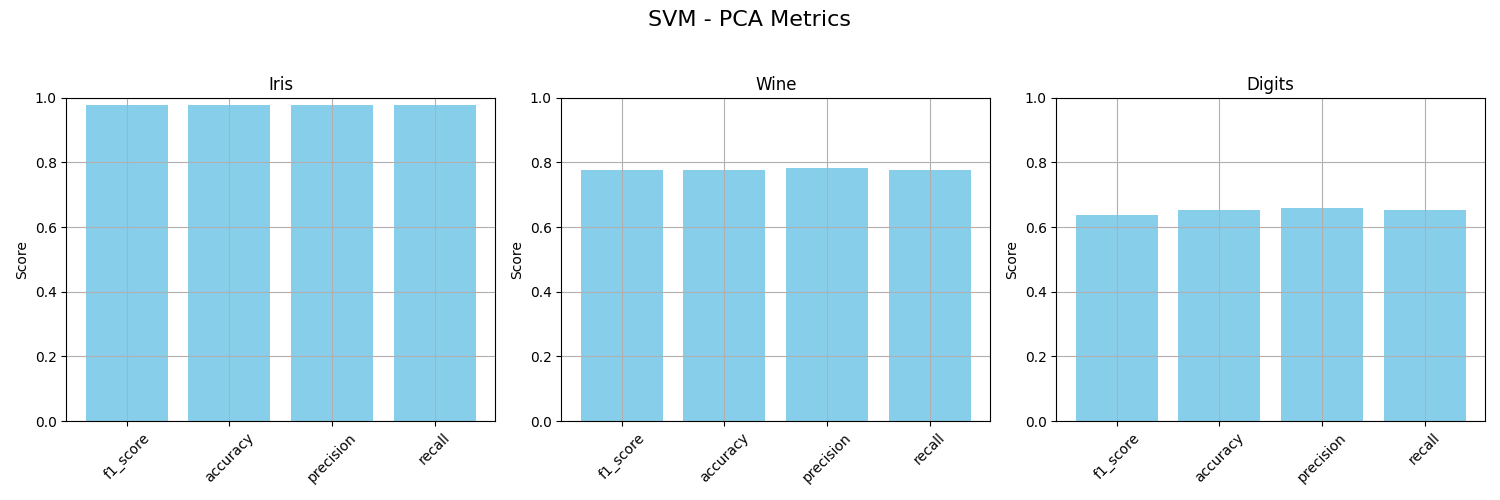 SVM - PCA Metrics
Iris
Score
1.0
0.8
0.6
0.4
0.2
0.0
f1_score
accuracy
precision
recall
Wine
Score
1.0
0.8
0.6
0.4
0.2
0.0
f1_score
accuracy
precision
recall
Digits
Score
1.0
0.8
0.6
0.4
0.2
0.0
f1_score
accuracy
precision
recall